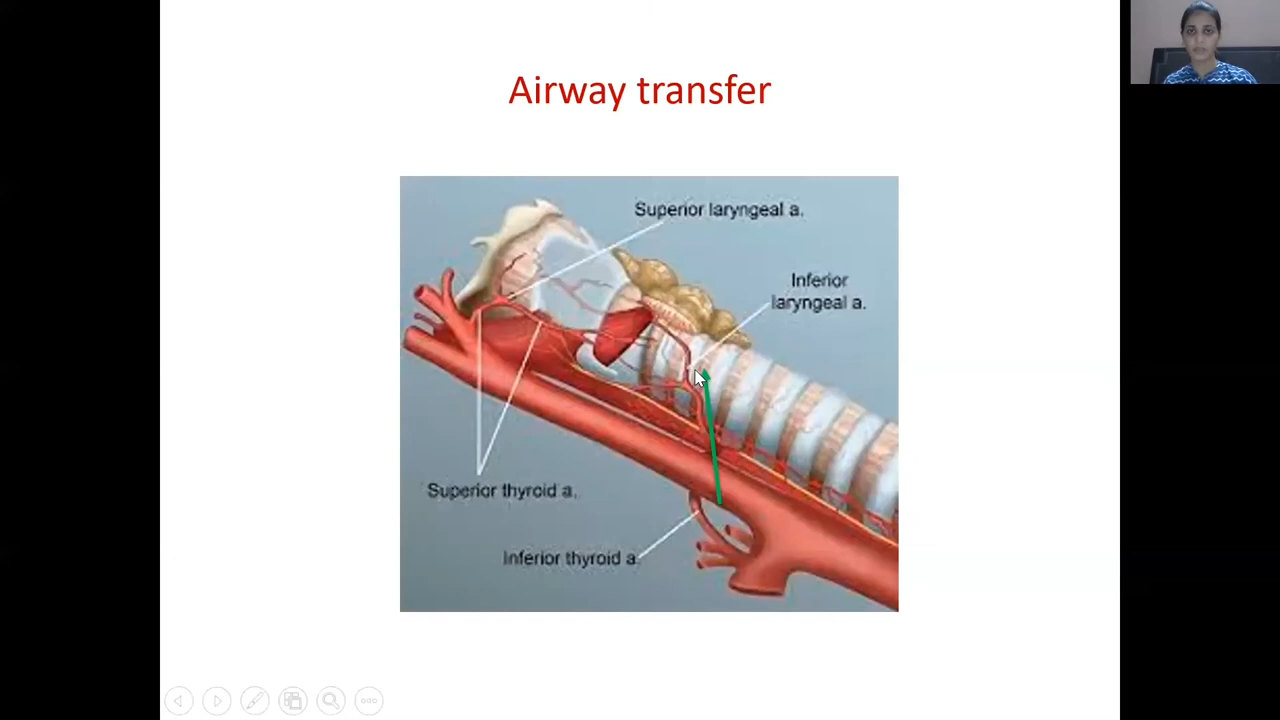 Airway transfer
Superior laryngeal a.
Inferior
laryngeal a.
Superior thyroid a.
Inferior thyroid a.